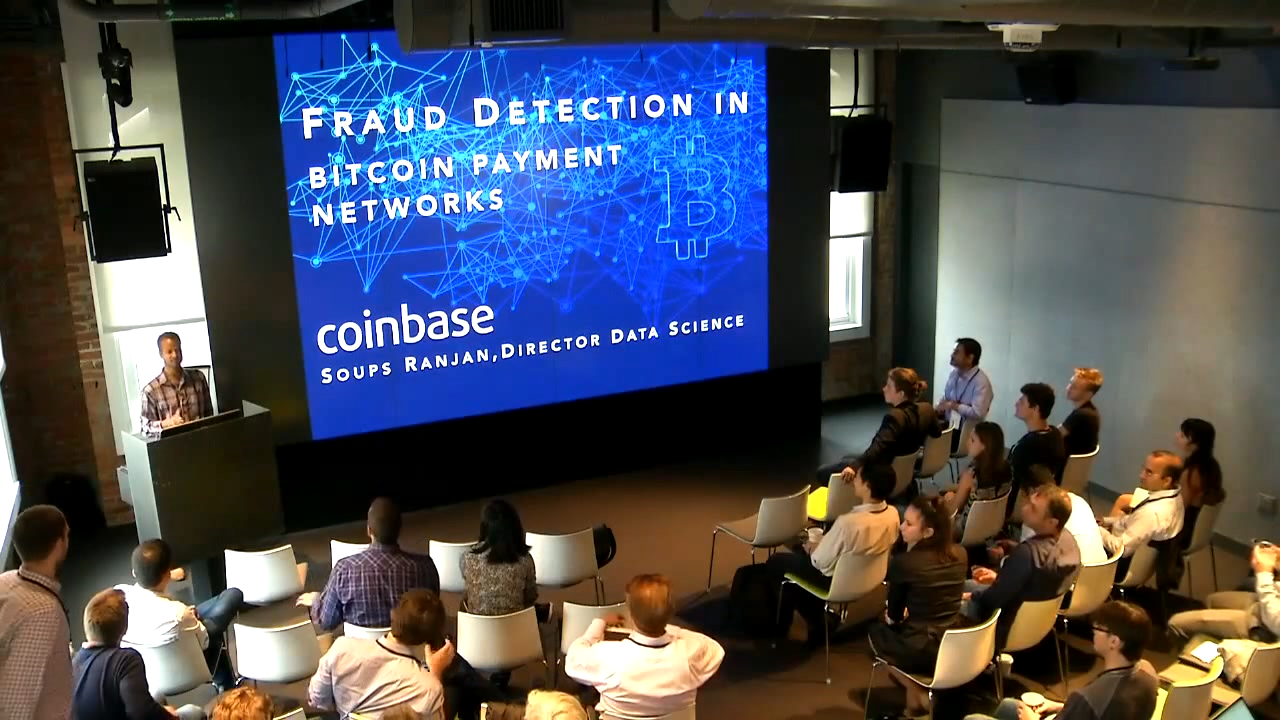 Fraud Detection in
Bitcoin Payment
Networks
coinbase
Soups Ranjan, Director Data Science